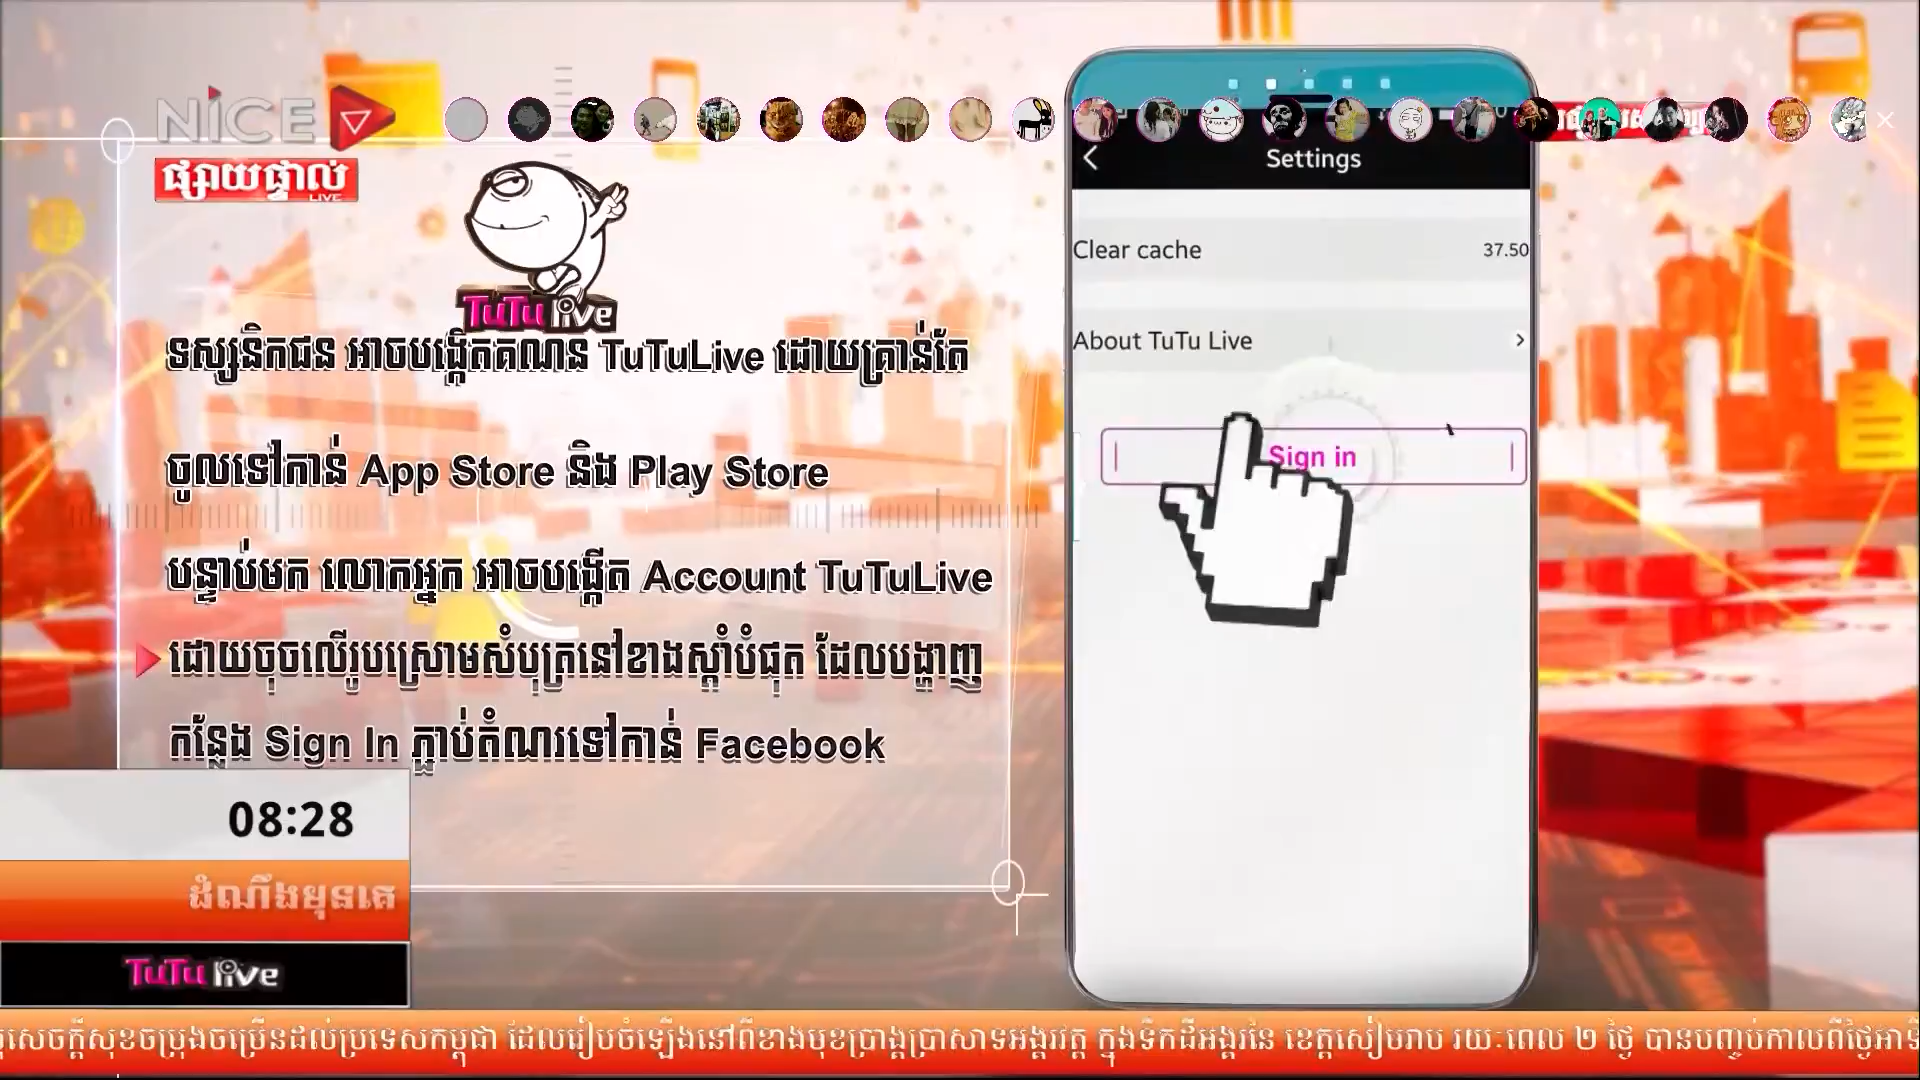 NICE
ផ្សាយផ្ទាល់
LIVE
TuTu live
ទស្សនិកជន អាចបង្កើតគណន TuTuLive ដោយគ្រាន់តែ
ចូលទៅកាន់ App Store និង Play Store
បន្ទាប់មក លោកអ្នក អាចបង្កើត Account TuTuLive
ដោយចុចលើរូបស្រោមសំបុត្រនៅខាងស្តាំបំផុត ដែលបង្ហាញ
កន្លែង Sign In ភ្ជាប់តំណរទៅកាន់ Facebook
Settings
Clear cache 37.50
About TuTu Live
Sign in
08:28
ដំណឹងមុនគេ
TuTu live
សេចក្តីសុខចម្រុងចម្រើនដល់ប្រទេសកម្ពុជា ដែលរៀបចំឡើងនៅពីខាងមុខប្រាង្គប្រាសាទអង្គរវត្ត ក្នុងទឹកដីអង្គរនៃ ខេត្តសៀមរាប រយៈពេល ២ ថ្ងៃ បានបញ្ចប់កាលពីថ្ងៃអាទិ